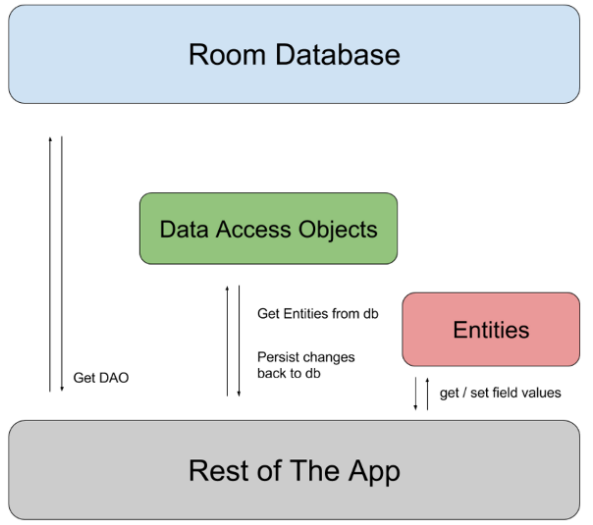 Room Database
Data Access Objects
Get Entities from db
Entities
Persist changes
back to db
Get DAO
get / set field values
Rest of The App